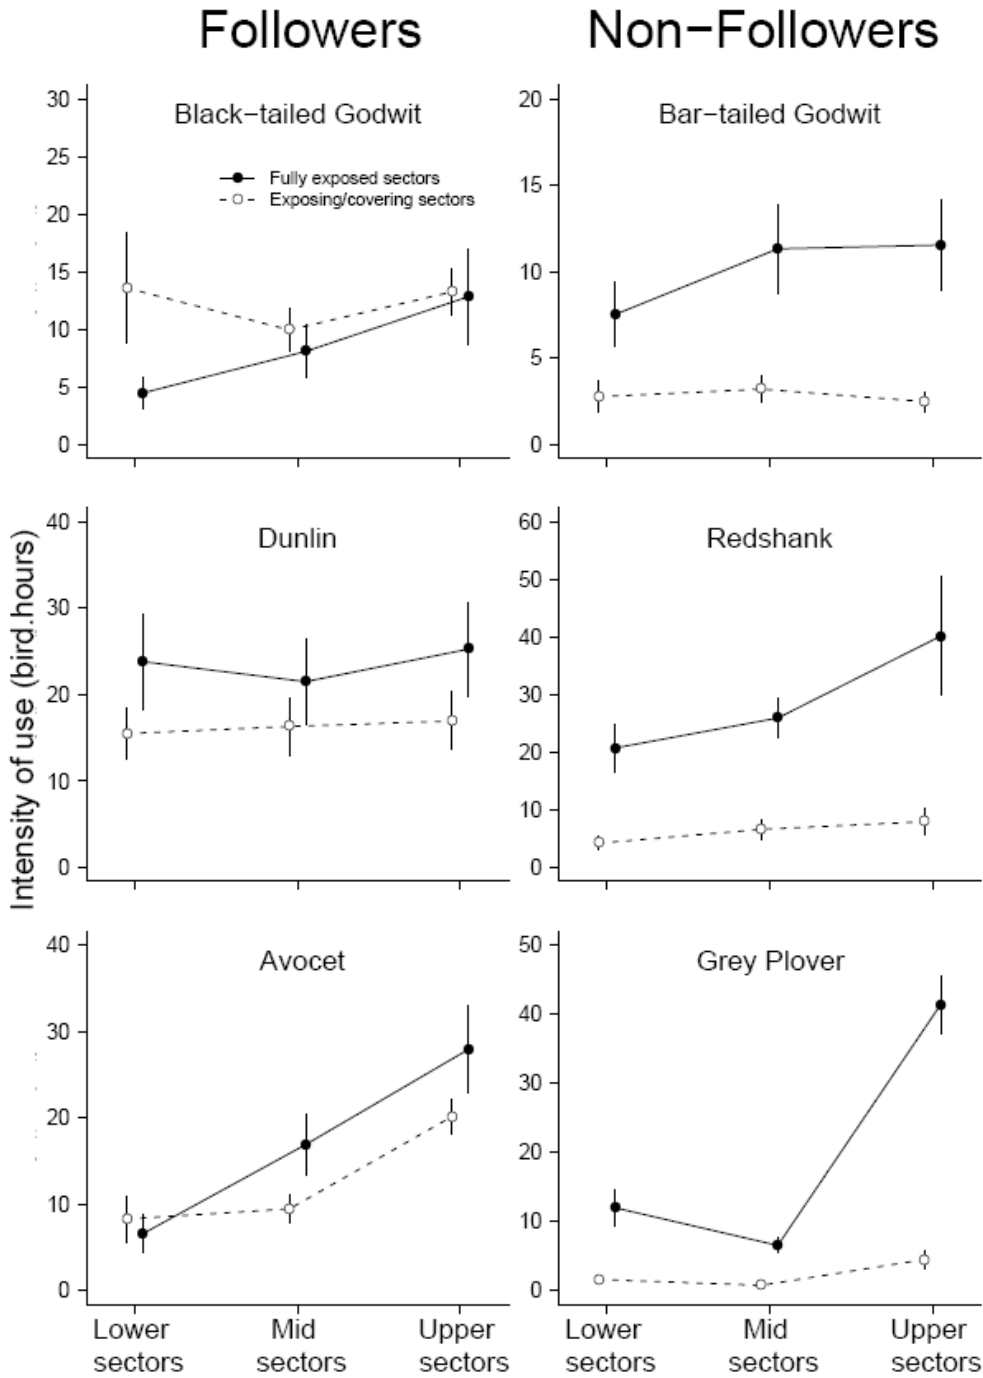 Followers
Non−Followers
30
25
20
15
10
5
0
Black−tailed Godwit
Fully exposed sectors
Exposing/covering sectors
20
15
10
5
0
Bar−tailed Godwit
Intensity of use (bird.hours)
40
30
20
10
0
Dunlin
60
50
40
30
20
10
0
Redshank
40
30
20
10
0
Avocet
Lower sectors
Mid sectors
Upper sectors
50
40
30
20
10
0
Grey Plover
Lower sectors
Mid sectors
Upper sectors